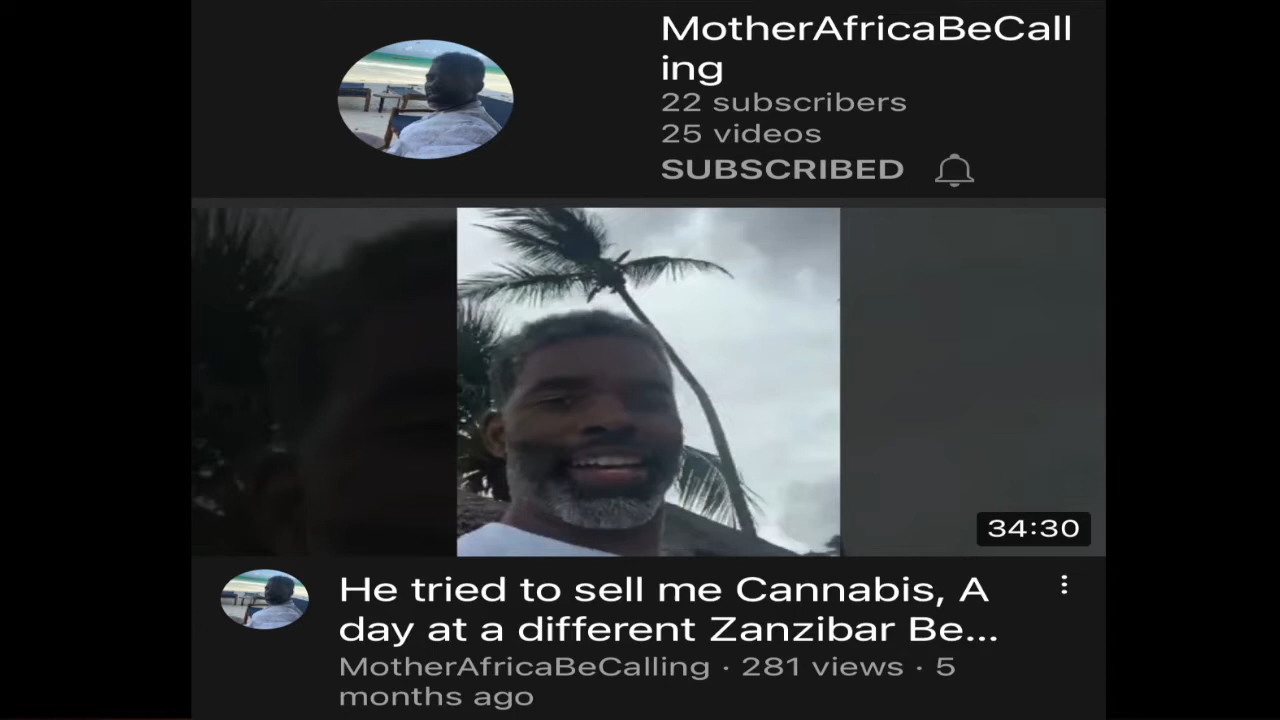 MotherAfricaBeCall
ing
22 subscribers
25 videos
SUBSCRIBED
34:30
He tried to sell me Cannabis, A
day at a different Zanzibar Be...
MotherAfricaBeCalling · 281 views · 5
months ago